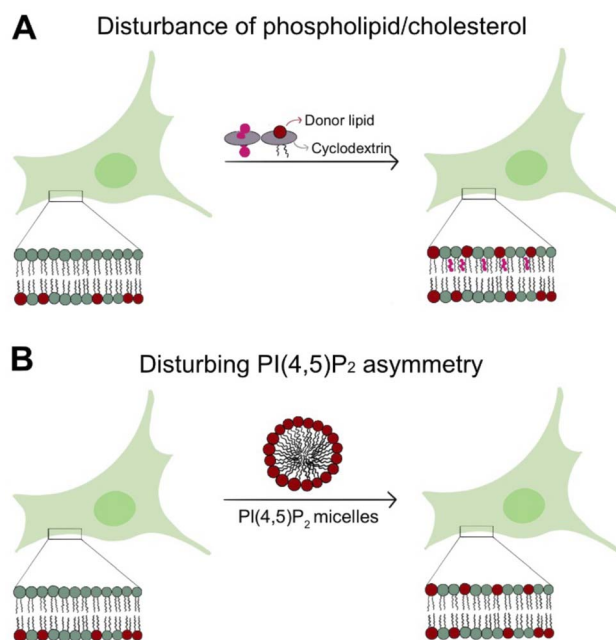 A
Disturbance of phospholipid/cholesterol
Donor lipid
Cyclodextrin
B
Disturbing PI(4,5)P₂ asymmetry
PI(4,5)P₂ micelles